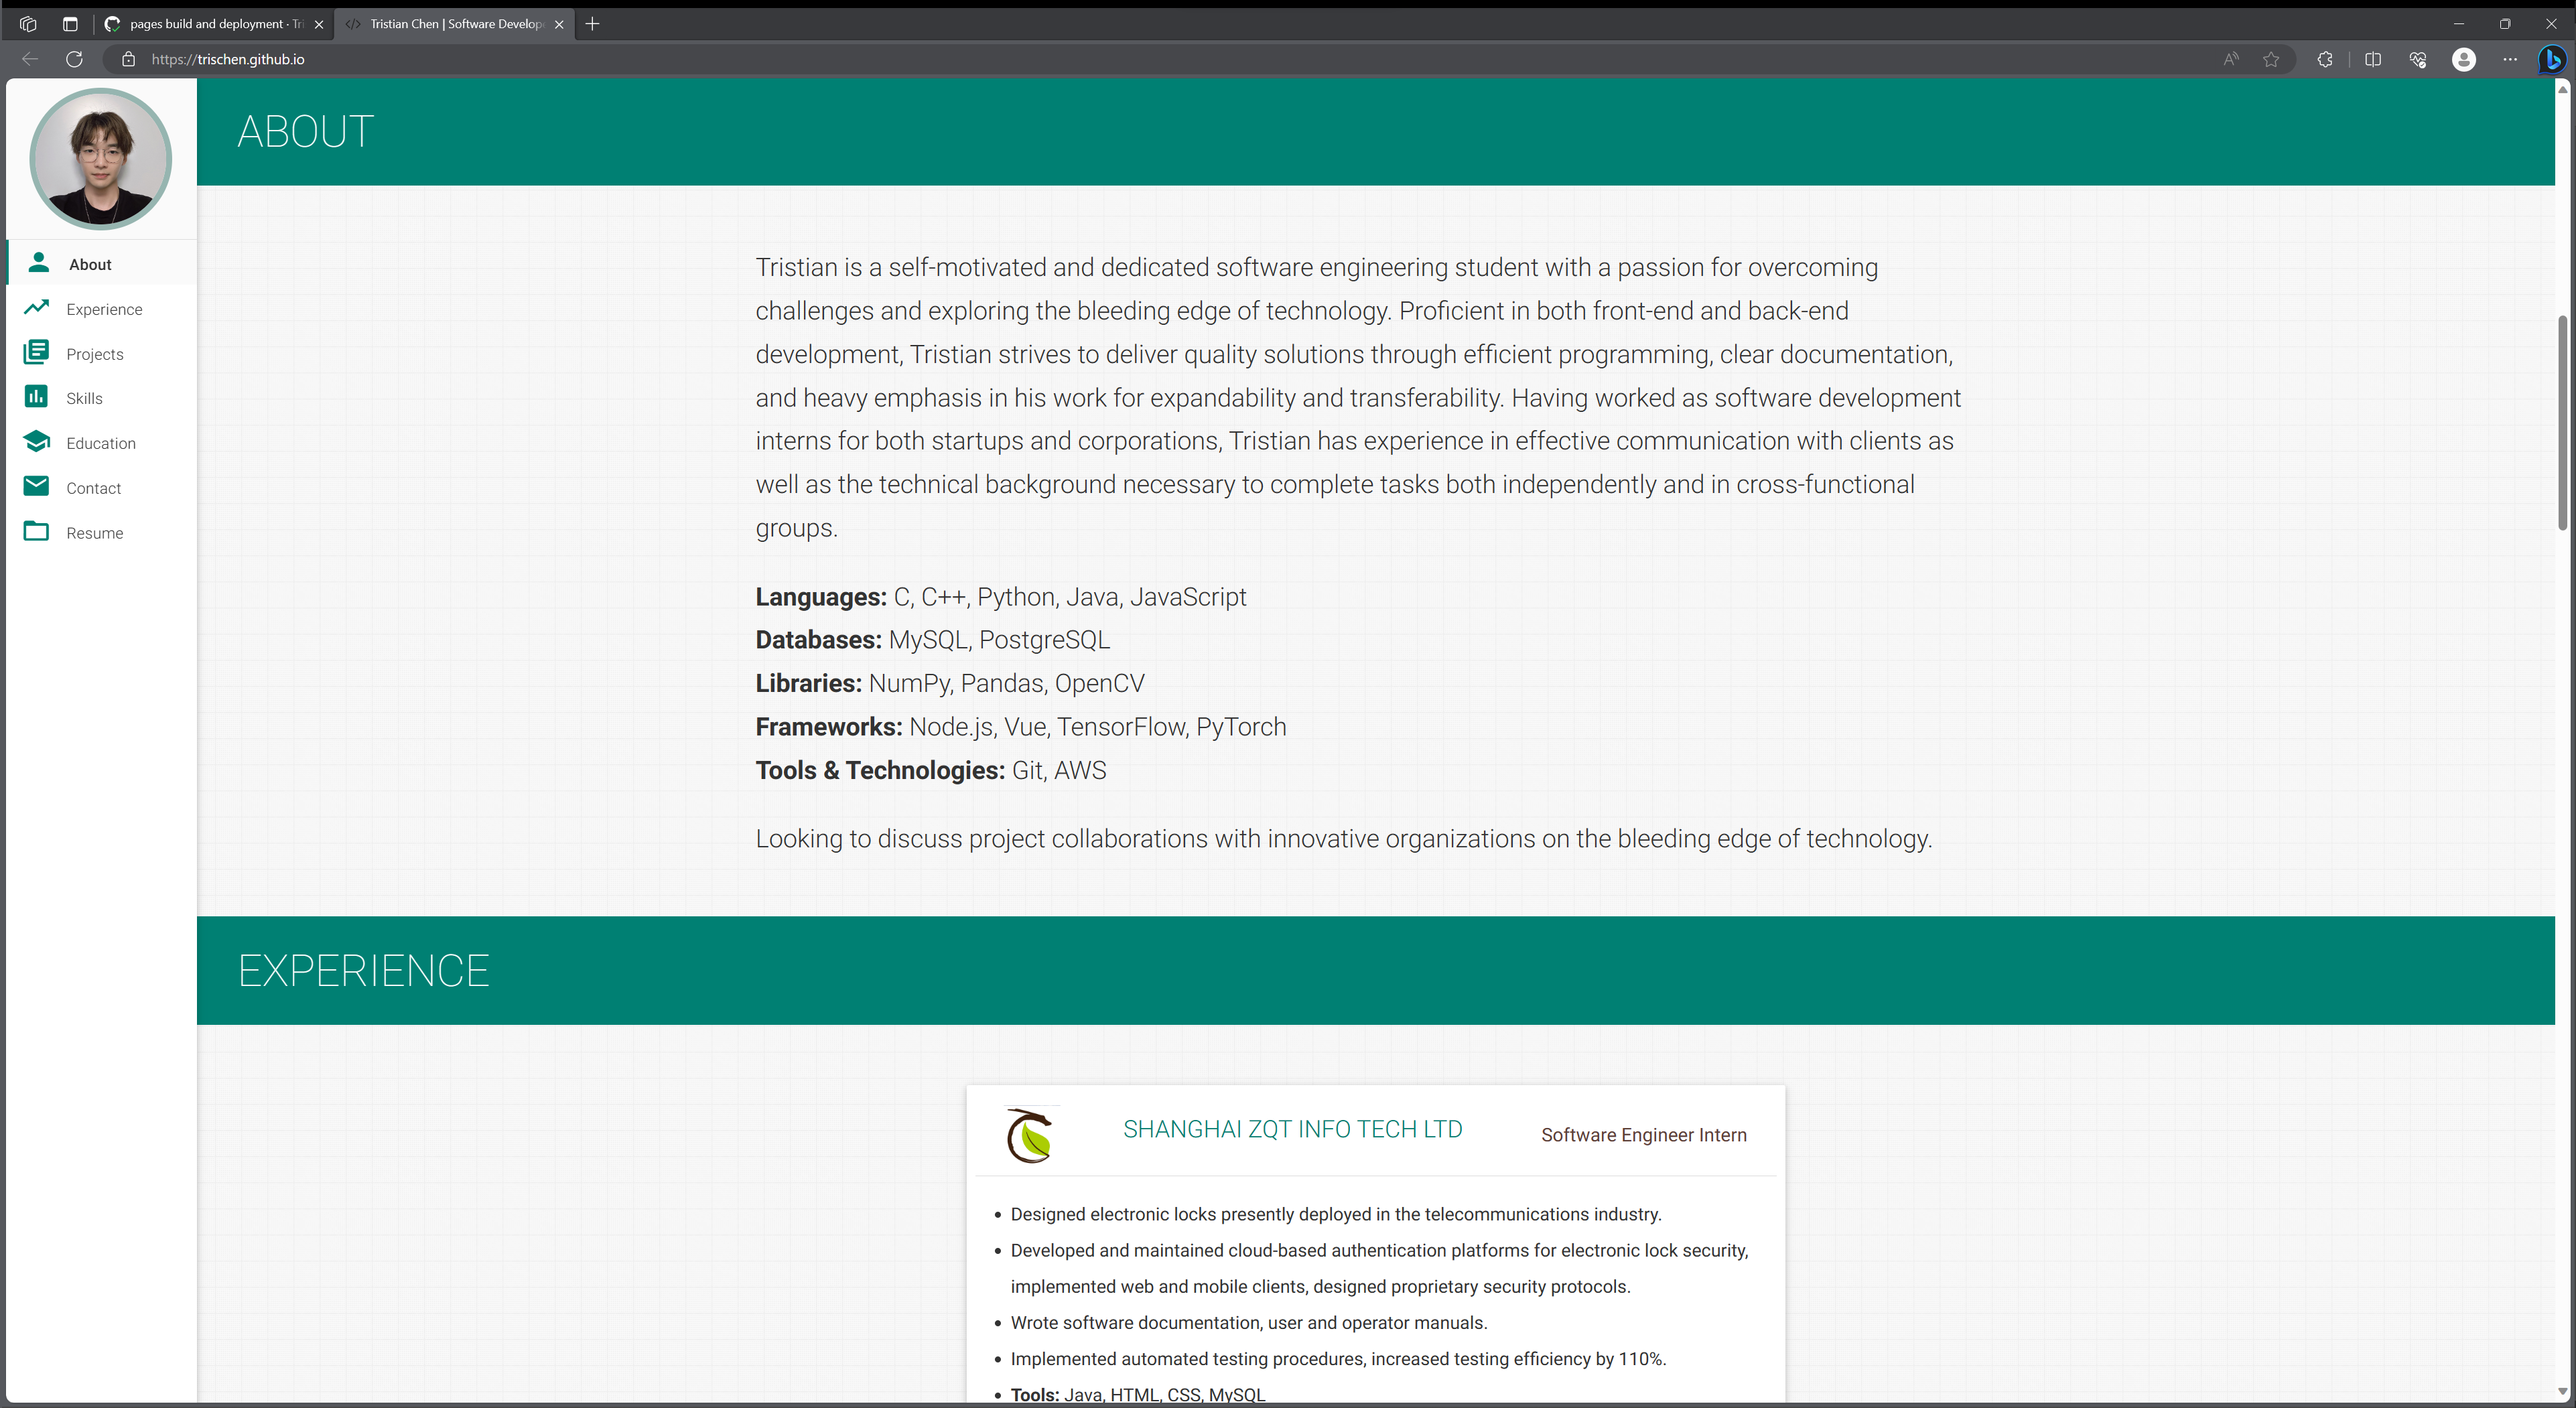 pages build and deployment · Tri
Tristian Chen | Software Develop
https://trischen.github.io
ABOUT
About
Experience
Projects
Skills
Education
Contact
Resume
Tristian is a self-motivated and dedicated software engineering student with a passion for overcoming
challenges and exploring the bleeding edge of technology. Proficient in both front-end and back-end
development, Tristian strives to deliver quality solutions through efficient programming, clear documentation,
and heavy emphasis in his work for expandability and transferability. Having worked as software development
interns for both startups and corporations, Tristian has experience in effective communication with clients as
well as the technical background necessary to complete tasks both independently and in cross-functional
groups.
Languages: C, C++, Python, Java, JavaScript
Databases: MySQL, PostgreSQL
Libraries: NumPy, Pandas, OpenCV
Frameworks: Node.js, Vue, TensorFlow, PyTorch
Tools & Technologies: Git, AWS
Looking to discuss project collaborations with innovative organizations on the bleeding edge of technology.
EXPERIENCE
SHANGHAI ZQT INFO TECH LTD
Software Engineer Intern
• Designed electronic locks presently deployed in the telecommunications industry.
• Developed and maintained cloud-based authentication platforms for electronic lock security,
implemented web and mobile clients, designed proprietary security protocols.
• Wrote software documentation, user and operator manuals.
• Implemented automated testing procedures, increased testing efficiency by 110%.
• Tools: Java, HTML, CSS, MySQL